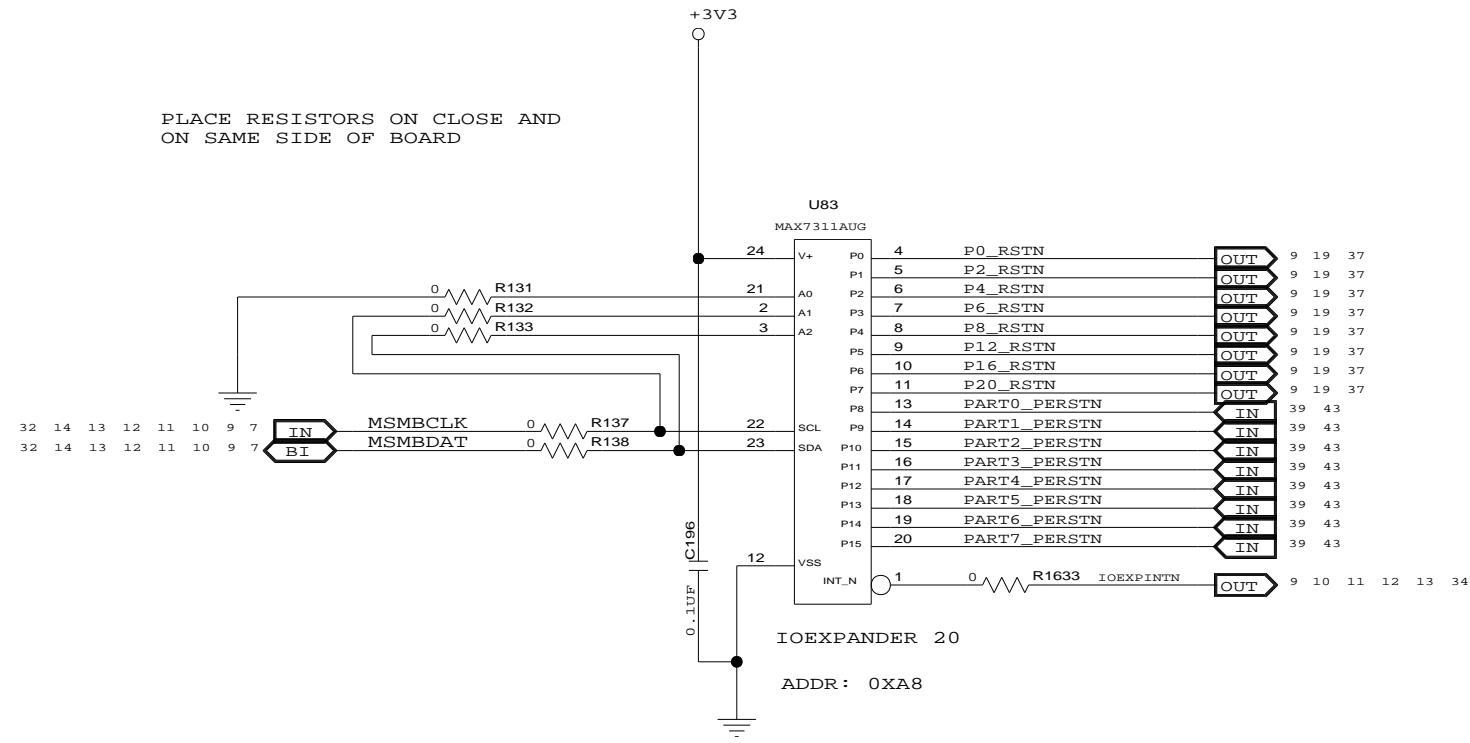 +3V3
PLACE RESISTORS ON CLOSE AND
ON SAME SIDE OF BOARD
U83
MAX7311AUG
24 V+ P0 4 P0_RSTN OUT 9 19 37
P1 5 P2_RSTN OUT 9 19 37
0 R131 21 A0 P2 6 P4_RSTN OUT 9 19 37
0 R132 2 A1 P3 7 P6_RSTN OUT 9 19 37
0 R133 3 A2 P4 8 P8_RSTN OUT 9 19 37
P5 9 P12_RSTN OUT 9 19 37
P6 10 P16_RSTN OUT 9 19 37
P7 11 P20_RSTN OUT 9 19 37
P8 13 PART0_PERSTN IN 39 43
32 14 13 12 11 10 9 7 IN MSMBCLK 0 R137 22 SCL P9 14 PART1_PERSTN IN 39 43
32 14 13 12 11 10 9 7 BI MSMBDAT 0 R138 23 SDA P10 15 PART2_PERSTN IN 39 43
P11 16 PART3_PERSTN IN 39 43
P12 17 PART4_PERSTN IN 39 43
P13 18 PART5_PERSTN IN 39 43
P14 19 PART6_PERSTN IN 39 43
P15 20 PART7_PERSTN IN 39 43
C196
0.1UF
12 VSS
INT_N 1 0 R1633 IOEXPINTN OUT 9 10 11 12 13 34
IOEXPANDER 20
ADDR: 0XA8